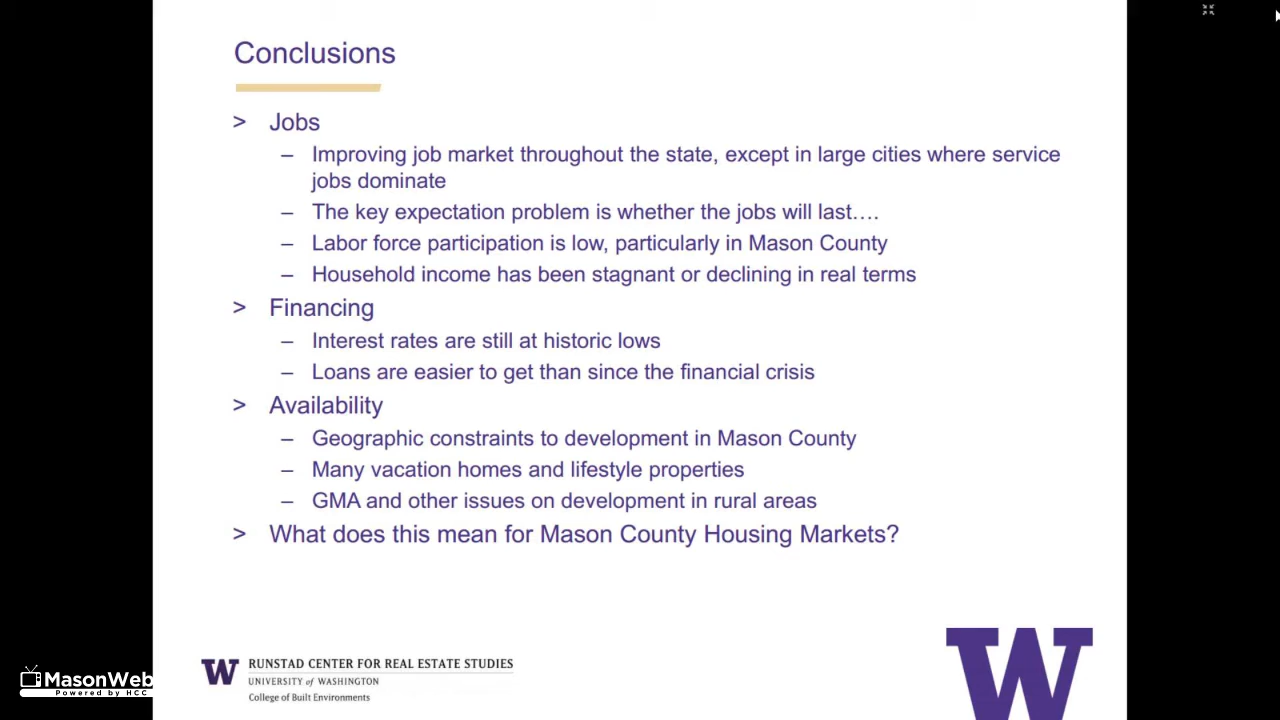 Conclusions
> Jobs
– Improving job market throughout the state, except in large cities where service
jobs dominate
– The key expectation problem is whether the jobs will last….
– Labor force participation is low, particularly in Mason County
– Household income has been stagnant or declining in real terms
> Financing
– Interest rates are still at historic lows
– Loans are easier to get than since the financial crisis
> Availability
– Geographic constraints to development in Mason County
– Many vacation homes and lifestyle properties
– GMA and other issues on development in rural areas
> What does this mean for Mason County Housing Markets?
W
RUNSTAD CENTER FOR REAL ESTATE STUDIES
UNIVERSITY of WASHINGTON
College of Built Environments
W
MasonWeb
Powered by HCC